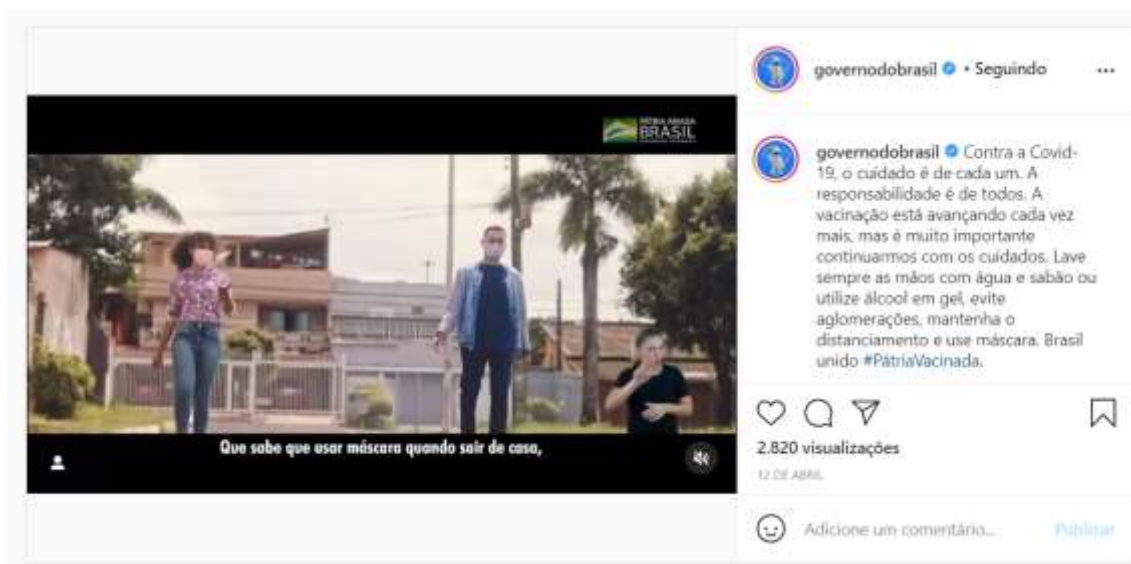 PÁTRIA AMADA
BRASIL
Que sabe que usar máscara quando sair de casa,
governodobrasil • Seguindo
governodobrasil Contra a Covid-
19, o cuidado é de cada um. A
responsabilidade é de todos. A
vacinação está avançando cada vez
mais, mas é muito importante
continuarmos com os cuidados. Lave
sempre as mãos com água e sabão ou
utilize álcool em gel, evite
aglomerações, mantenha o
distanciamento e use máscara. Brasil
unido #PátriaVacinada.
2.820 visualizações
12 DE ABRIL
Adicione um comentário...
Publicar